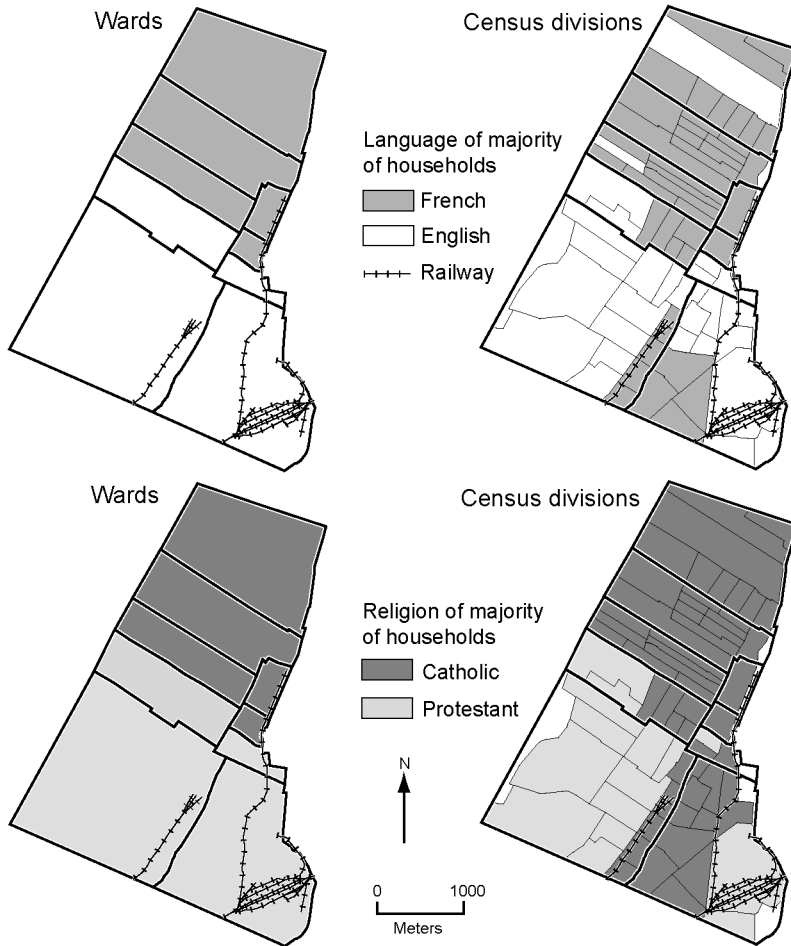 Wards
Census divisions
Language of majority
of households
French
English
Railway
Wards
Census divisions
Religion of majority
of households
Catholic
Protestant
N
0 1000
Meters